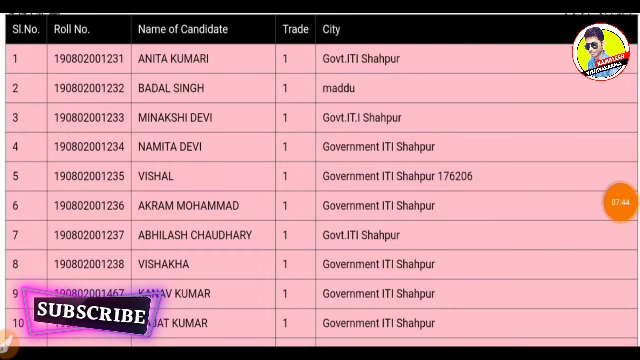 Sl.No. Roll No. Name of Candidate Trade City
1 190802001231 ANITA KUMARI 1 Govt.ITI Shahpur
2 190802001232 BADAL SINGH 1 maddu
3 190802001233 MINAKSHI DEVI 1 Govt.IT.I Shahpur
4 190802001234 NAMITA DEVI 1 Government ITI Shahpur
5 190802001235 VISHAL 1 Government ITI Shahpur 176206
6 190802001236 AKRAM MOHAMMAD 1 Government ITI Shahpur
7 190802001237 ABHILASH CHAUDHARY 1 Govt.ITI Shahpur
8 190802001238 VISHAKHA 1 Government ITI Shahpur
9 190802001467 KANAV KUMAR 1 Government ITI Shahpur
10 KUMAR 1 Government ITI Shahpur
KAMALESH
VISHWAKARMA
07:44
SUBSCRIBE